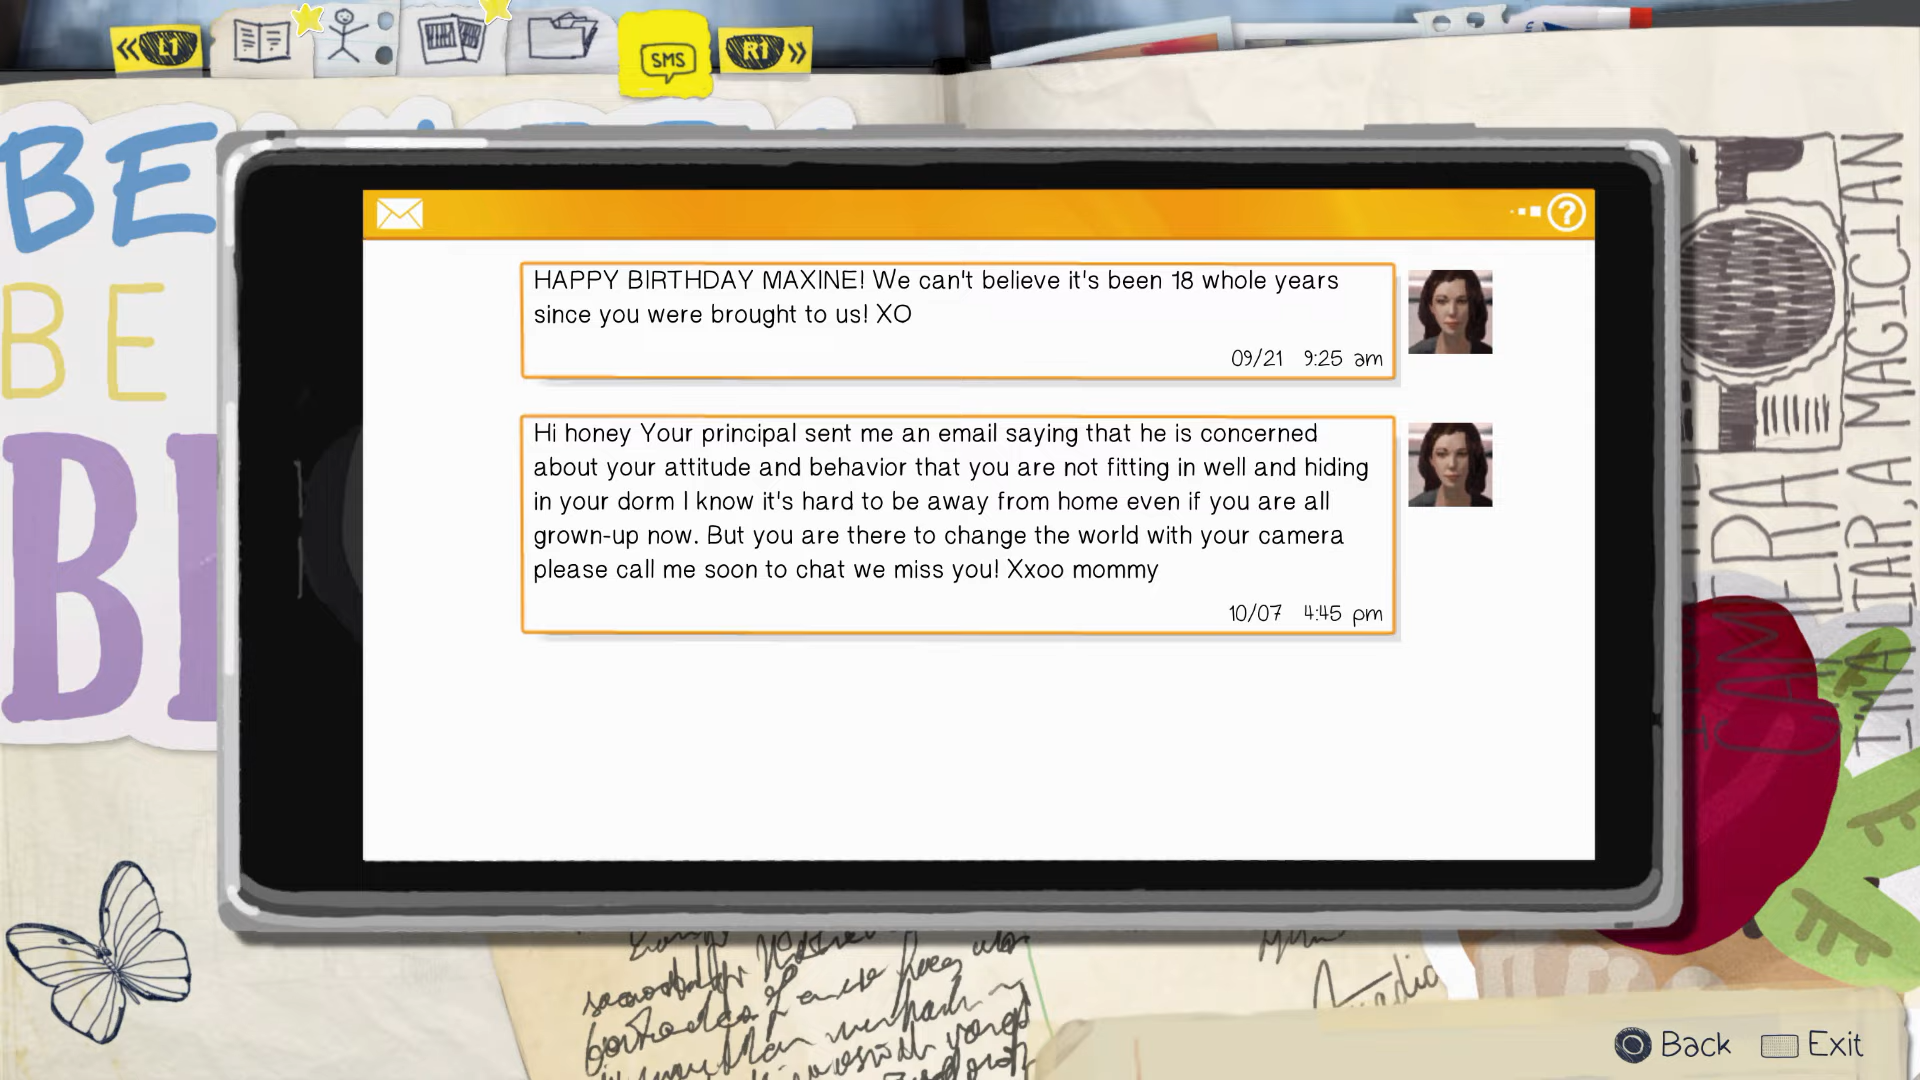 L1
SMS
R1
BE
BE
HAPPY BIRTHDAY MAXINE! We can't believe it's been 18 whole years
since you were brought to us! XO
09/21 9:25 am
Hi honey Your principal sent me an email saying that he is concerned
about your attitude and behavior that you are not fitting in well and hiding
in your dorm I know it's hard to be away from home even if you are all
grown-up now. But you are there to change the world with your camera
please call me soon to chat we miss you! Xxoo mommy
10/07 4:45 pm
CAMERA
I'M A LIAR, A MAGICIAN
Back
Exit